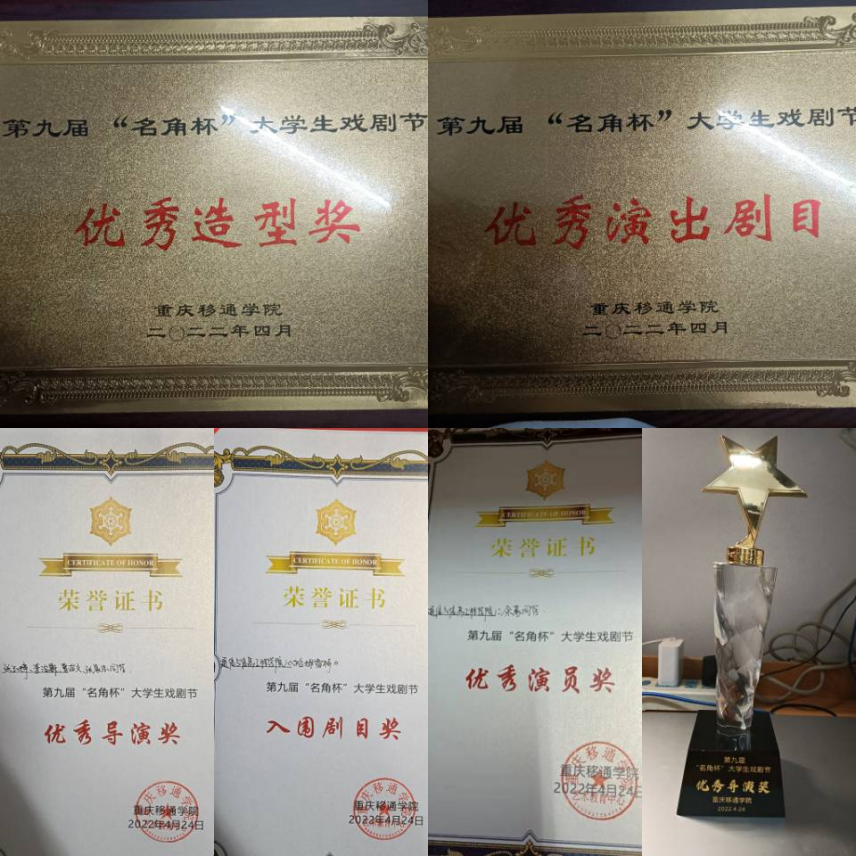 第九届 “名角杯”大学生戏剧节
优秀造型奖
重庆移通学院
二〇二二年四月
第九届 “名角杯”大学生戏剧节
优秀演出剧目
重庆移通学院
二〇二二年四月
CERTIFICATE OF HONOR
荣誉证书
第九届“名角杯”大学生戏剧节
优秀导演奖
重庆移通学院
2022年4月24日
CERTIFICATE OF HONOR
荣誉证书
第九届“名角杯”大学生戏剧节
入围剧目奖
重庆移通学院
2022年4月24日
CERTIFICATE OF HONOR
荣誉证书
第九届“名角杯”大学生戏剧节
优秀演员奖
重庆移通学院
2022年4月24日
第九届
“名角杯”大学生戏剧节
优秀导演奖
重庆移通学院
2022.4.24